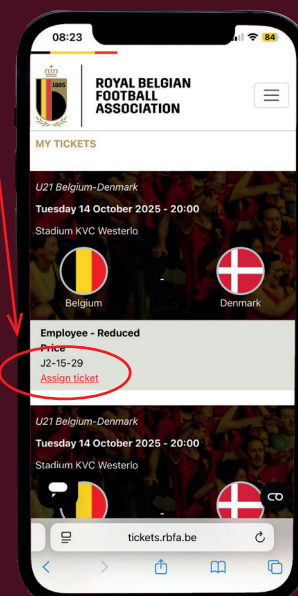 08:23
84
1895
ROYAL BELGIAN
FOOTBALL
ASSOCIATION
MY TICKETS
U21 Belgium-Denmark
Tuesday 14 October 2025 - 20:00
Stadium KVC Westerlo
Belgium
-
Denmark
Employee - Reduced
Price
J2-15-29
Assign ticket
U21 Belgium-Denmark
Tuesday 14 October 2025 - 20:00
Stadium KVC Westerlo
-
tickets.rbfa.be